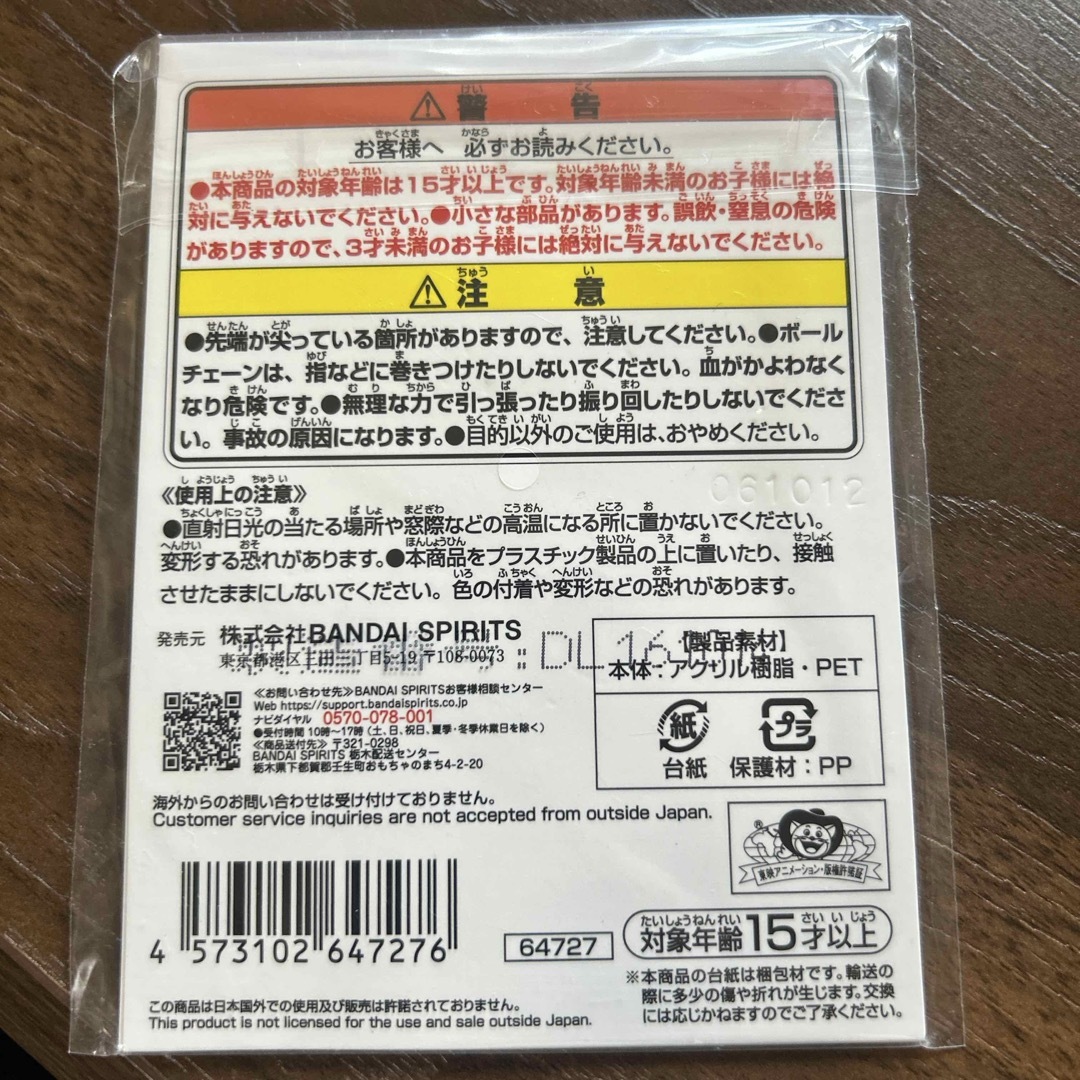 ⚠警告
お客様へ 必ずお読みください。
●本商品の対象年齢は15才以上です。対象年齢未満のお子様には絶
対に与えないでください。●小さな部品があります。誤飲・窒息の危険
がありますので、3才未満のお子様には絶対に与えないでください。
⚠注意
●先端が尖っている箇所がありますので、注意してください。●ボール
チェーンは、指などに巻きつけたりしないでください。血がかよわなく
なり危険です。●無理な力で引っ張ったり振り回したりしないでくださ
い。事故の原因になります。●目的以外のご使用は、おやめください。
061012
《使用上の注意》
●直射日光の当たる場所や窓際などの高温になる所に置かないでください。
変形する恐れがあります。●本商品をプラスチック製品の上に置いたり、接触
させたままにしないでください。色の付着や変形などの恐れがあります。
発売元 株式会社BANDAI SPIRITS
東京都港区 5-19 〒108-0073
【製品素材】
本体：アクリル樹脂・PET
≪お問い合わせ先≫BANDAI SPIRITSお客様相談センター
Web https://support.bandaispirits.co.jp
ナビダイヤル 0570-078-001
●受付時間 10時～17時（土、日、祝日、夏季・冬季休業日を除く）
≪商品送付先≫ 〒321-0298
BANDAI SPIRITS 栃木配送センター
栃木県下都賀郡壬生町おもちゃのまち4-2-20
紙 プラ
台紙 保護材：PP
海外からのお問い合わせは受け付けておりません。
Customer service inquiries are not accepted from outside Japan.
®
東映アニメーション・版権許諾証
4 573102 647276
64727
対象年齢15才以上
※本商品の台紙は梱包材です。輸送の
際に多少の傷や折れが生じます。交換
には応じかねますのでご了承ください。
この商品は日本国外での使用及び販売は許諾されておりません。
This product is not licensed for the use and sale outside Japan.